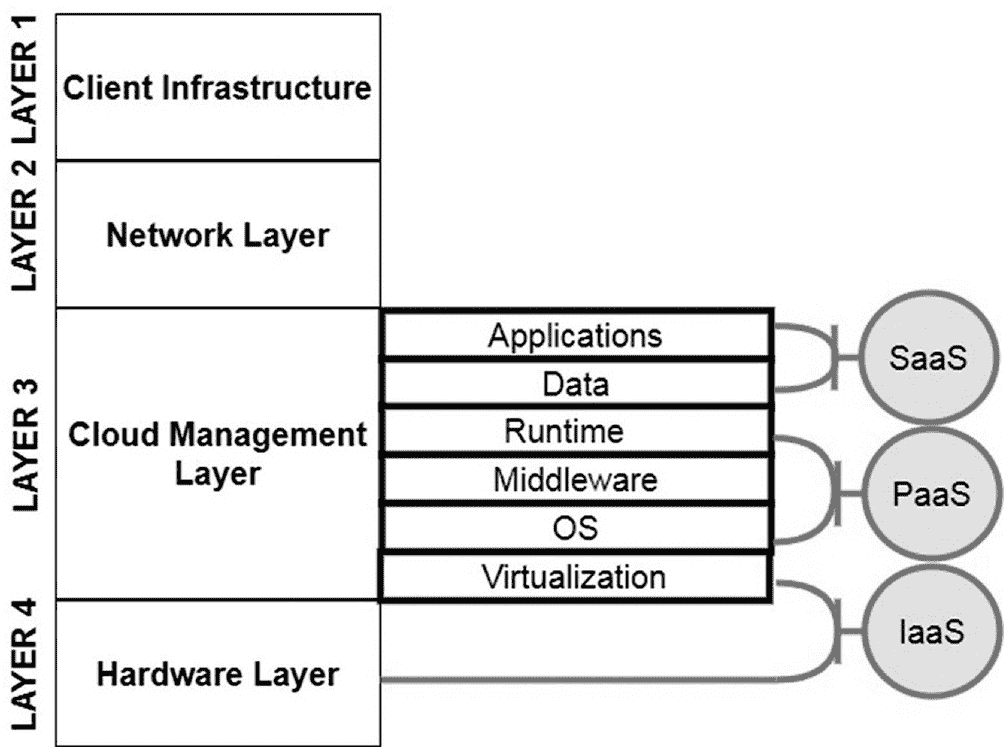 LAYER 1
Client Infrastructure
LAYER 2
Network Layer
LAYER 3
Cloud Management
Layer
Applications
Data
Runtime
Middleware
OS
Virtualization
SaaS
PaaS
IaaS
LAYER 4
Hardware Layer